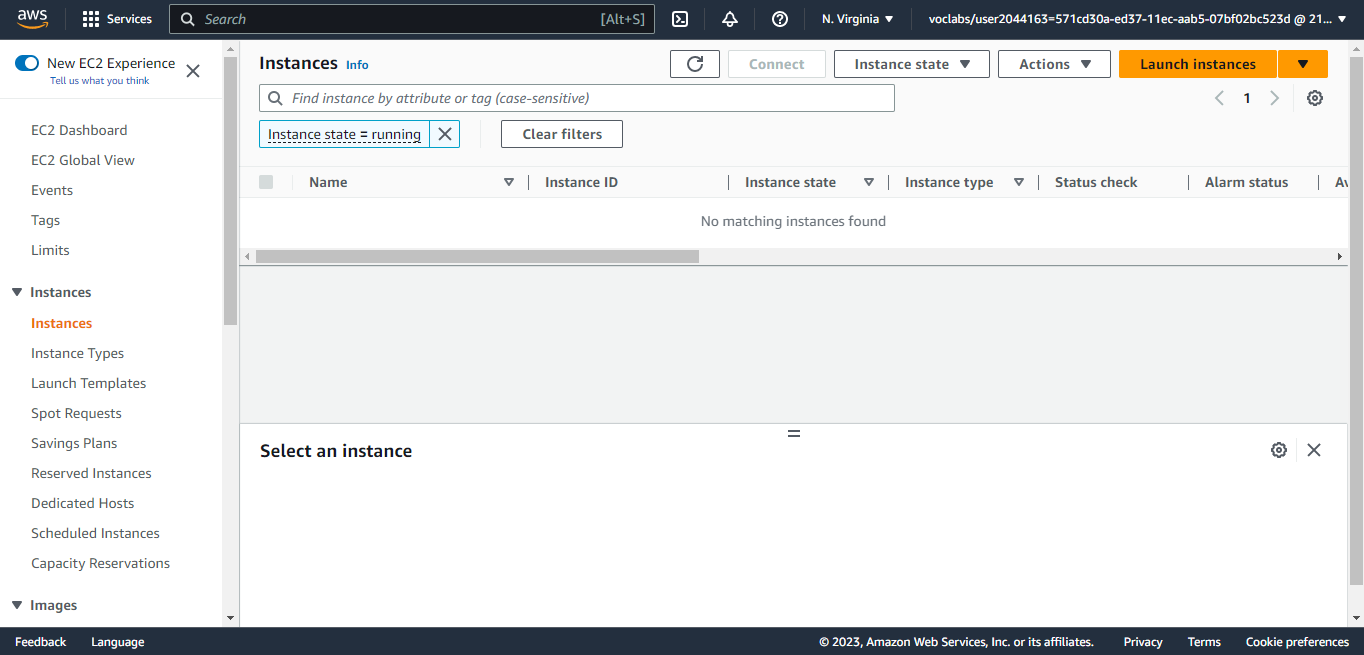 aws Services Search [Alt+S] N. Virginia voclabs/user2044163=571cd30a-ed37-11ec-aab5-07bf02bc523d @ 21...
New EC2 Experience
Tell us what you think
EC2 Dashboard
EC2 Global View
Events
Tags
Limits
Instances
Instances
Instance Types
Launch Templates
Spot Requests
Savings Plans
Reserved Instances
Dedicated Hosts
Scheduled Instances
Capacity Reservations
Images
Instances Info Connect Instance state Actions Launch instances
Find instance by attribute or tag (case-sensitive) 1
Instance state = running Clear filters
Name Instance ID Instance state Instance type Status check Alarm status
No matching instances found
Select an instance
Feedback Language © 2023, Amazon Web Services, Inc. or its affiliates. Privacy Terms Cookie preferences